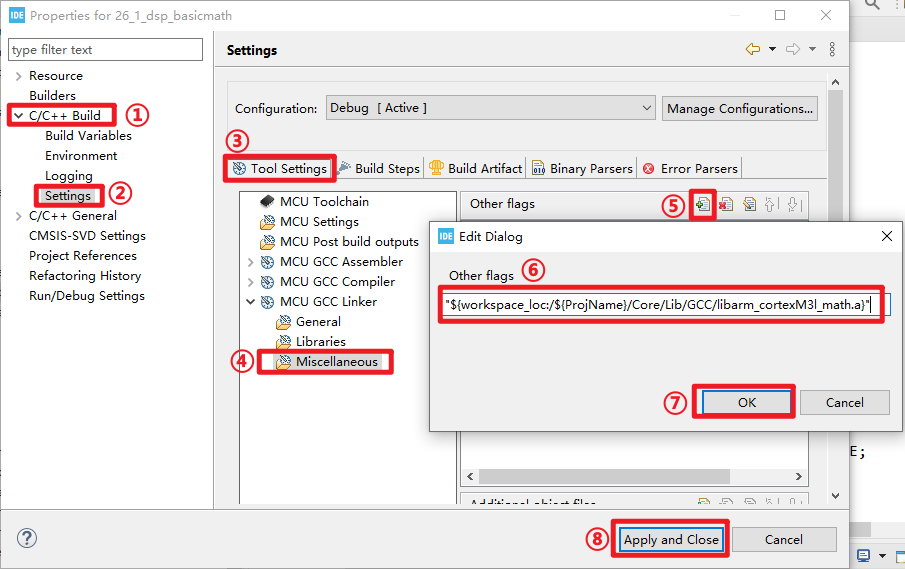 IDE Properties for 26_1_dsp_basicmath
type filter text
Settings
Resource
Builders
C/C++ Build ①
Build Variables
Environment
Logging
Settings ②
C/C++ General
CMSIS-SVD Settings
Project References
Refactoring History
Run/Debug Settings
Configuration: Debug [ Active ] Manage Configurations...
③
Tool Settings Build Steps Build Artifact Binary Parsers Error Parsers
MCU Toolchain
MCU Settings
MCU Post build outputs
MCU GCC Assembler
MCU GCC Compiler
MCU GCC Linker
General
Libraries
④ Miscellaneous
Other flags ⑤
IDE Edit Dialog
Other flags ⑥
"${workspace_loc:/${ProjName}/Core/Lib/GCC/libarm_cortexM3l_math.a}"
⑦ OK Cancel
E;
Additional object files
⑧ Apply and Close Cancel